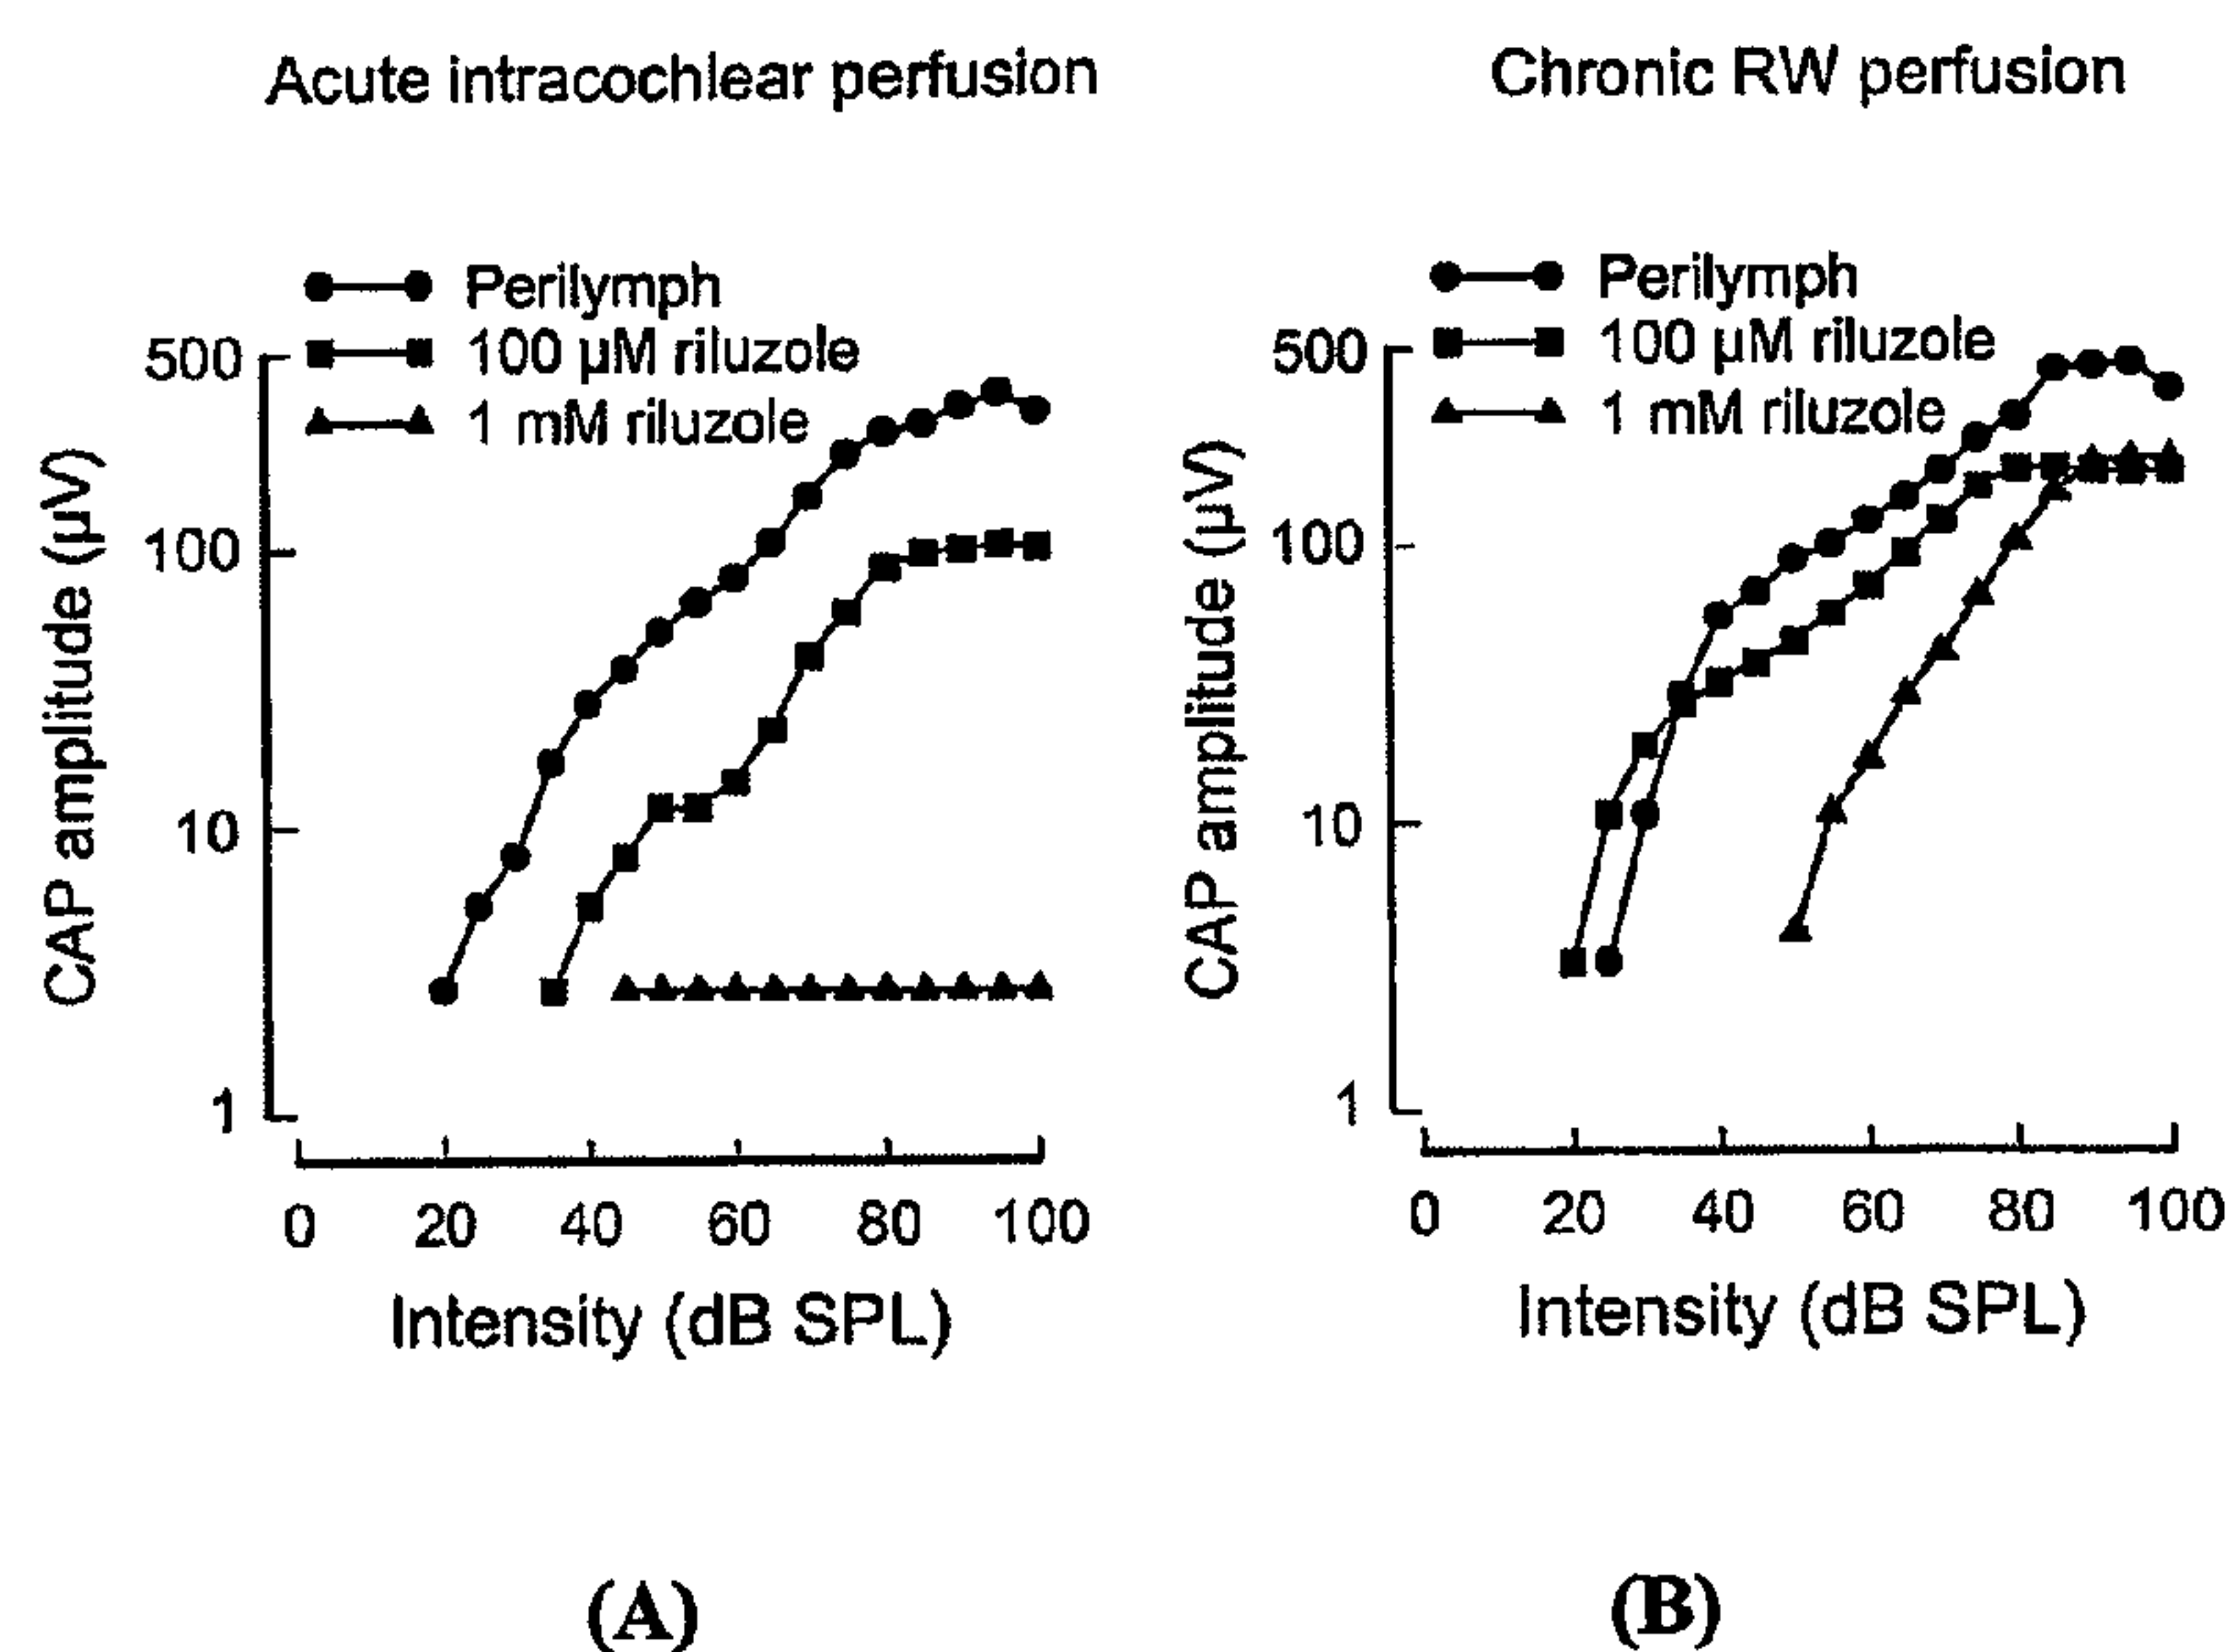 Acute intracochlear perfusion
Perilymph
100 µM riluzole
1 mM riluzole
500
100
10
1
CAP amplitude (µV)
0 20 40 60 80 100
Intensity (dB SPL)
(A)
Chronic RW perfusion
Perilymph
100 µM riluzole
1 mM riluzole
500
100
10
1
CAP amplitude (µV)
0 20 40 60 80 100
Intensity (dB SPL)
(B)